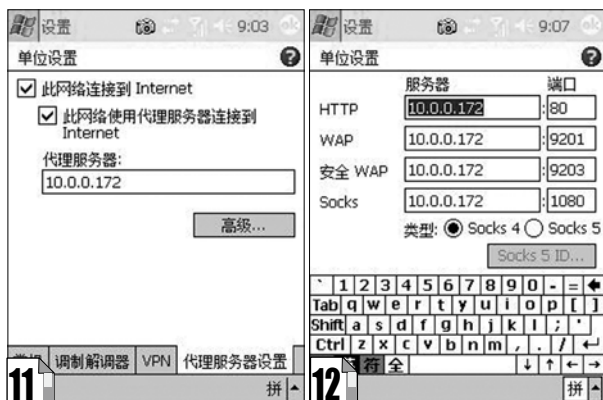 设置 9:03 ok
单位设置
此网络连接到 Internet
此网络使用代理服务器连接到
Internet
代理服务器:
10.0.0.172
高级...
调制解调器 VPN 代理服务器设置
拼
11
设置 9:07 ok
单位设置
服务器 端口
HTTP 10.0.0.172 : 80
WAP 10.0.0.172 : 9201
安全 WAP 10.0.0.172 : 9203
Socks 10.0.0.172 : 1080
类型: Socks 4 Socks 5
Socks 5 ID...
` 1 2 3 4 5 6 7 8 9 0 - =
Tab q w e r t y u i o p [ ]
Shift a s d f g h j k l ; '
Ctrl z x c v b n m , . /
符 全
拼
12